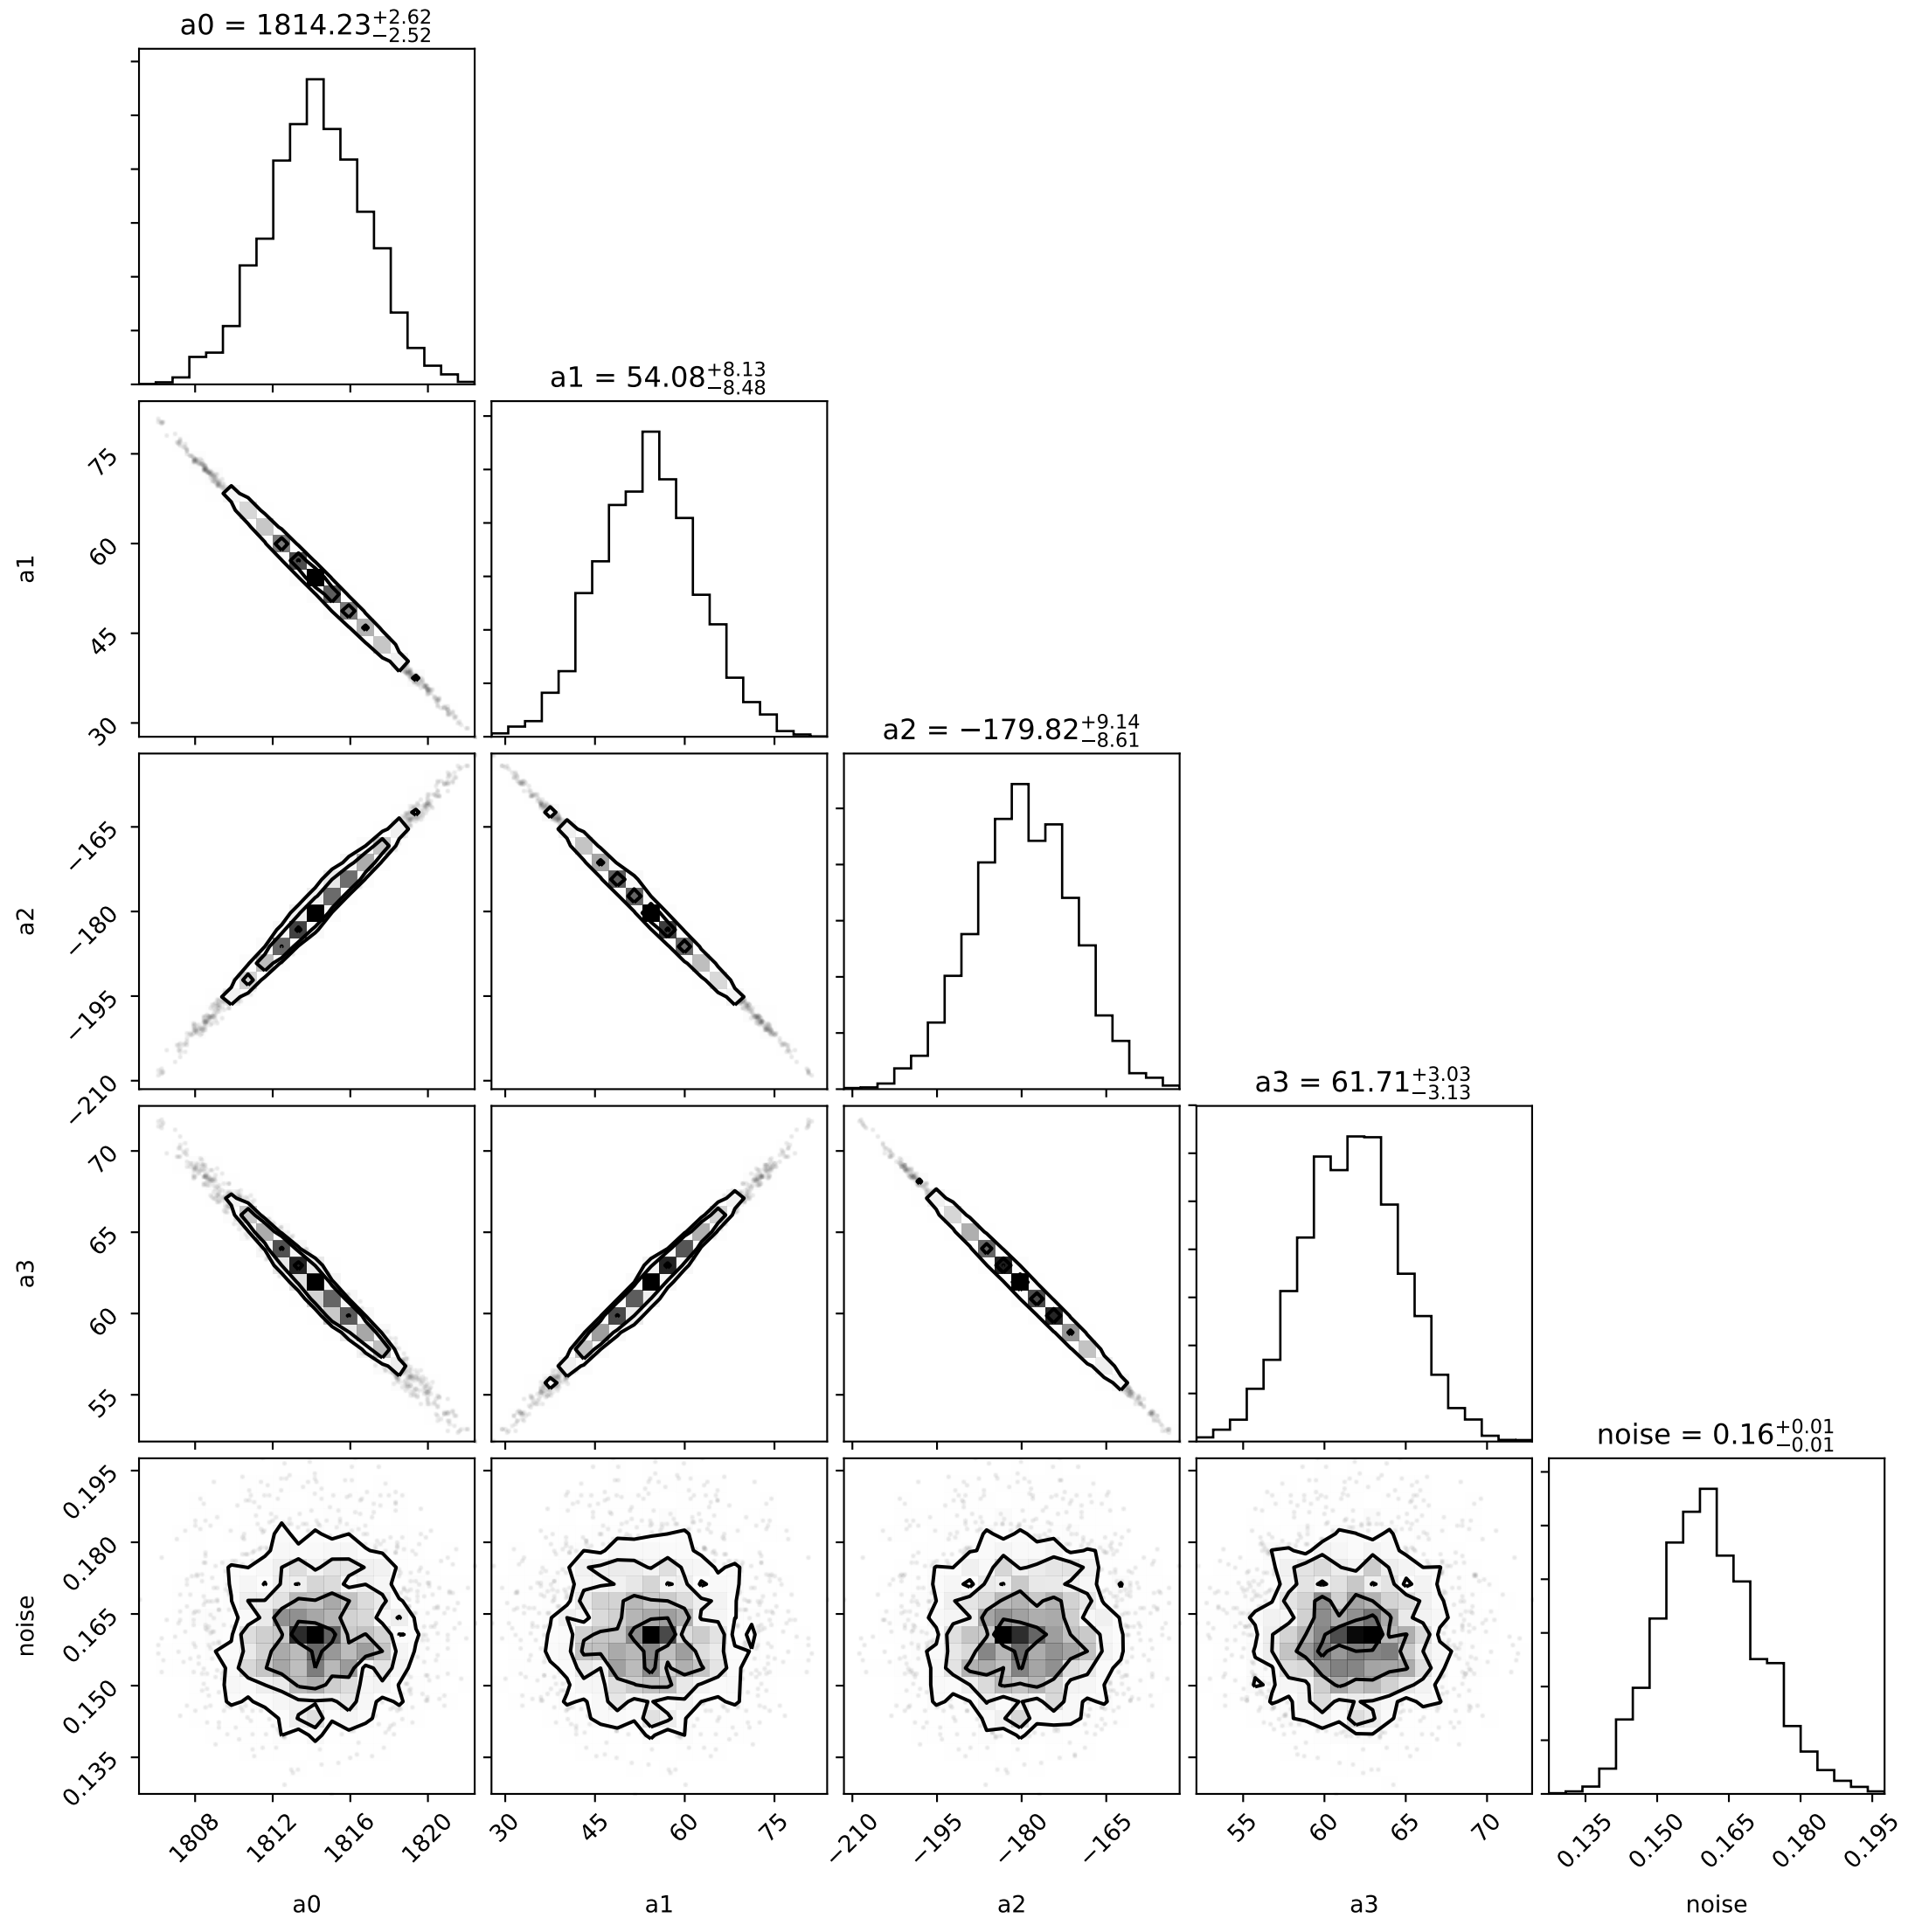 a0 = 1814.23+2.62−2.52
a1 = 54.08+8.13−8.48
75
60
45
30
a1
a2 = −179.82+9.14−8.61
−165
−180
−195
−210
a2
a3 = 61.71+3.03−3.13
70
65
60
55
a3
noise = 0.16+0.01−0.01
0.195
0.180
0.165
0.150
0.135
noise
1808 1812 1816 1820 30 45 60 75 −210 −195 −180 −165 55 60 65 70 0.135 0.150 0.165 0.180 0.195
a0 a1 a2 a3 noise